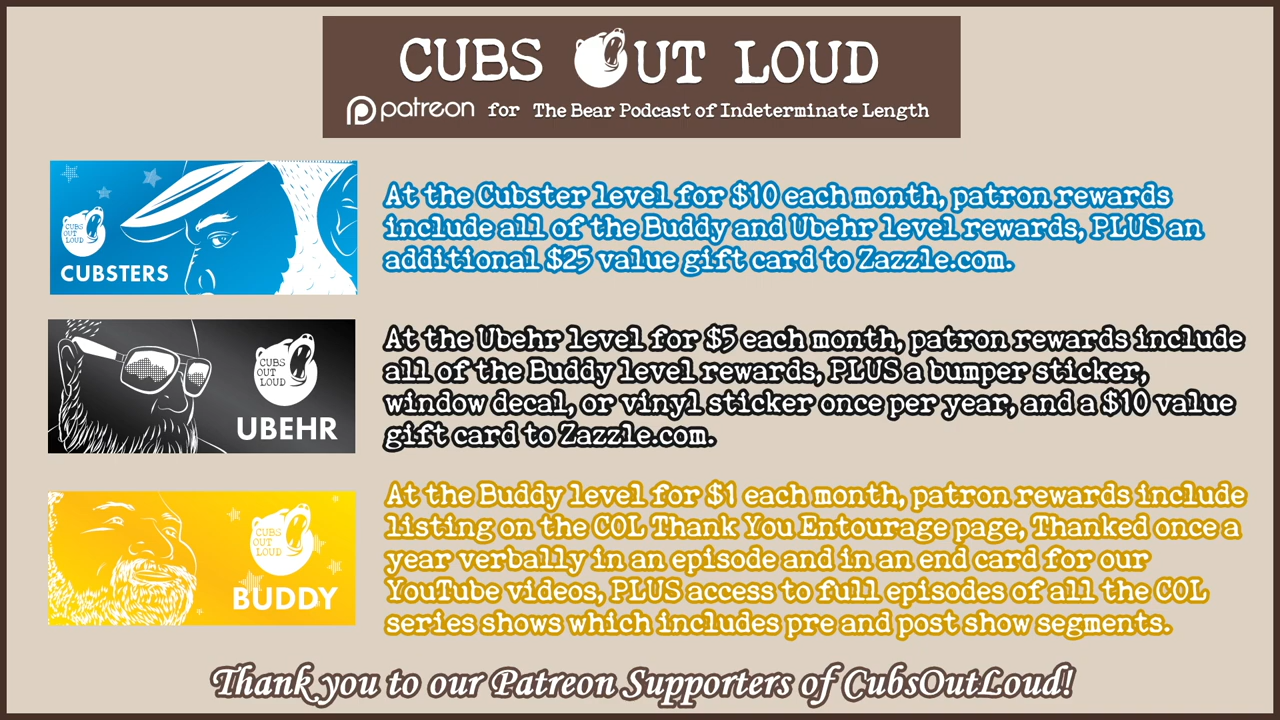 CUBS OUT LOUD
patreon for The Bear Podcast of Indeterminate Length
CUBS
OUT
LOUD
CUBSTERS
At the Cubster level for $10 each month, patron rewards
include all of the Buddy and Ubehr level rewards, PLUS an
additional $25 value gift card to Zazzle.com.
CUBS
OUT
LOUD
UBEHR
At the Ubehr level for $5 each month, patron rewards include
all of the Buddy level rewards, PLUS a bumper sticker,
window decal, or vinyl sticker once per year, and a $10 value
gift card to Zazzle.com.
CUBS
OUT
LOUD
BUDDY
At the Buddy level for $1 each month, patron rewards include
listing on the COL Thank You Entourage page, Thanked once a
year verbally in an episode and in an end card for our
YouTube videos, PLUS access to full episodes of all the COL
series shows which includes pre and post show segments.
Thank you to our Patreon Supporters of CubsOutLoud!